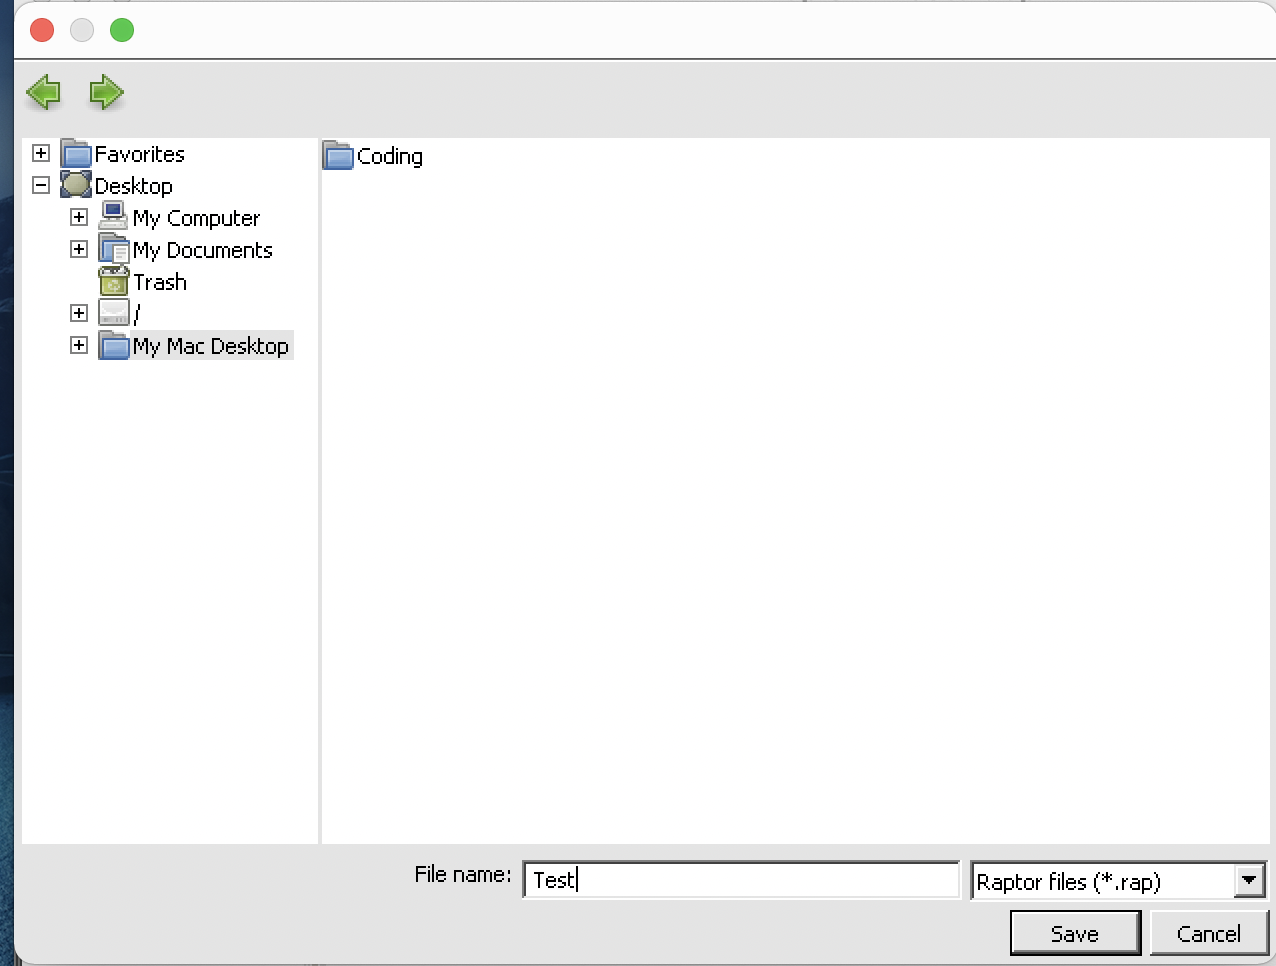 Favorites
Coding
Desktop
My Computer
My Documents
Trash
/
My Mac Desktop
File name: Test Raptor files (*.rap)
Save Cancel